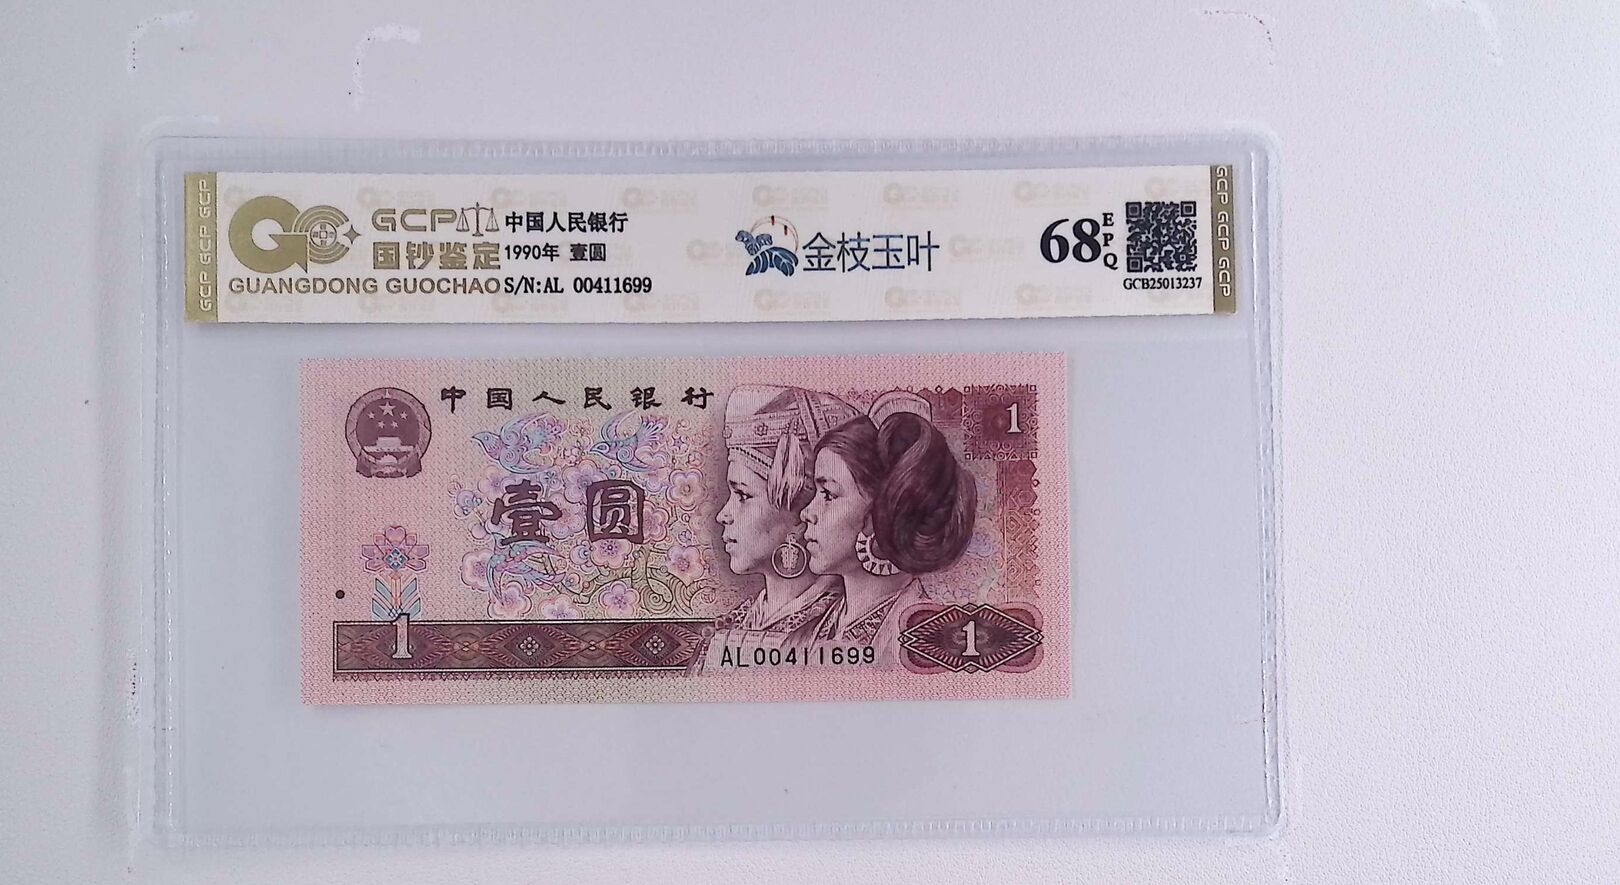 GCP GCP GCP
GC GCP 中国人民银行
国钞鉴定 1990年 壹圆
GUANGDONG GUOCHAO S/N:AL 00411699
金枝玉叶
68 EPQ
GCB25013237
GCP GCP GCP
中国人民银行
1
壹圆
1
AL00411699
1